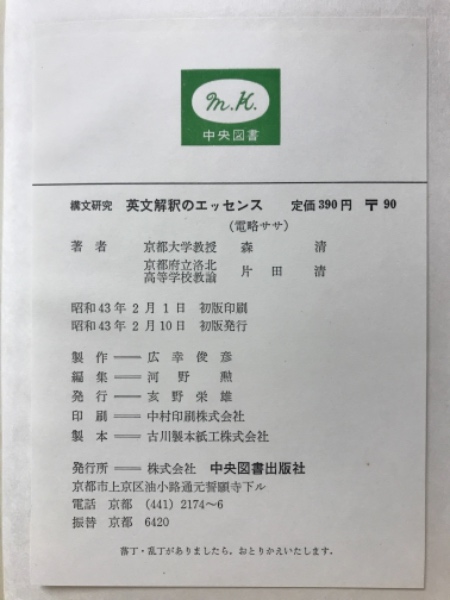 m.K.
中央図書
構文研究 英文解釈のエッセンス 定価390円 〒90
(電略ササ)
著者 京都大学教授 森 清
京都府立洛北高等学校教諭 片田 清
昭和43年2月1日 初版印刷
昭和43年2月10日 初版発行
製作――広幸俊彦
編集――河野 勲
発行――亥野栄雄
印刷――中村印刷株式会社
製本――古川製本紙工株式会社
発行所――株式会社 中央図書出版社
京都市上京区油小路通元誓願寺下ル
電話 京都 (441) 2174〜6
振替 京都 6420
落丁・乱丁がありましたら。おとりかえいたします。